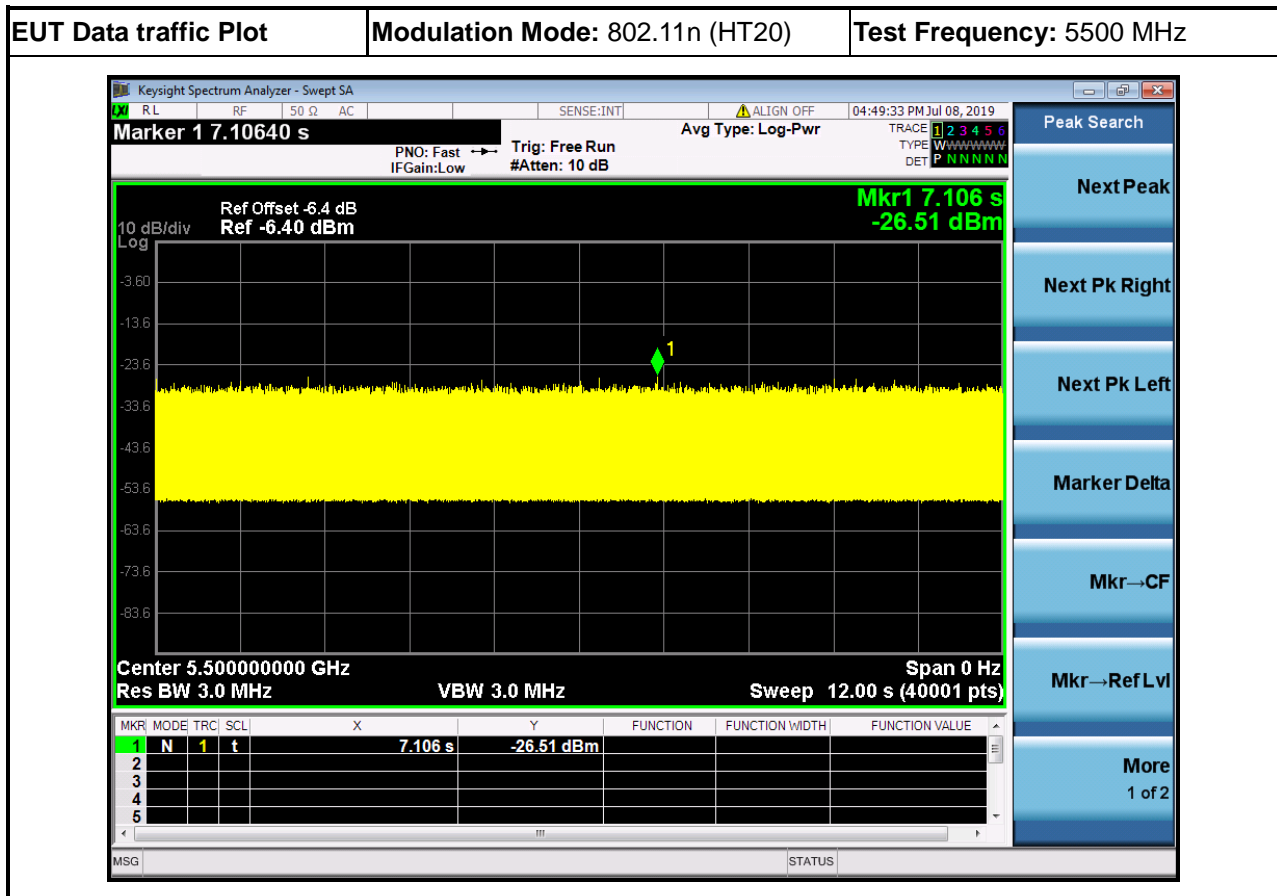 EUT Data traffic Plot Modulation Mode: 802.11n (HT20) Test Frequency: 5500 MHz
Keysight Spectrum Analyzer - Swept SA
LXI RL RF 50 Ω AC SENSE:INT ALIGN OFF 04:49:33 PM Jul 08, 2019
Marker 1 7.10640 s
PNO: Fast
IFGain:Low
Trig: Free Run
#Atten: 10 dB
Avg Type: Log-Pwr
TRACE 1 2 3 4 5 6
TYPE WWWWWW
DET P N N N N N
Ref Offset -6.4 dB
Ref -6.40 dBm
10 dB/div
Log
Mkr1 7.106 s
-26.51 dBm
-3.60
-13.6
-23.6
-33.6
-43.6
-53.6
-63.6
-73.6
-83.6
1
Center 5.500000000 GHz Span 0 Hz
Res BW 3.0 MHz VBW 3.0 MHz Sweep 12.00 s (40001 pts)
MKR MODE TRC SCL X Y FUNCTION FUNCTION WIDTH FUNCTION VALUE
1 N 1 t 7.106 s -26.51 dBm
2
3
4
5
MSG STATUS
Peak Search
Next Peak
Next Pk Right
Next Pk Left
Marker Delta
Mkr→CF
Mkr→Ref Lvl
More
1 of 2